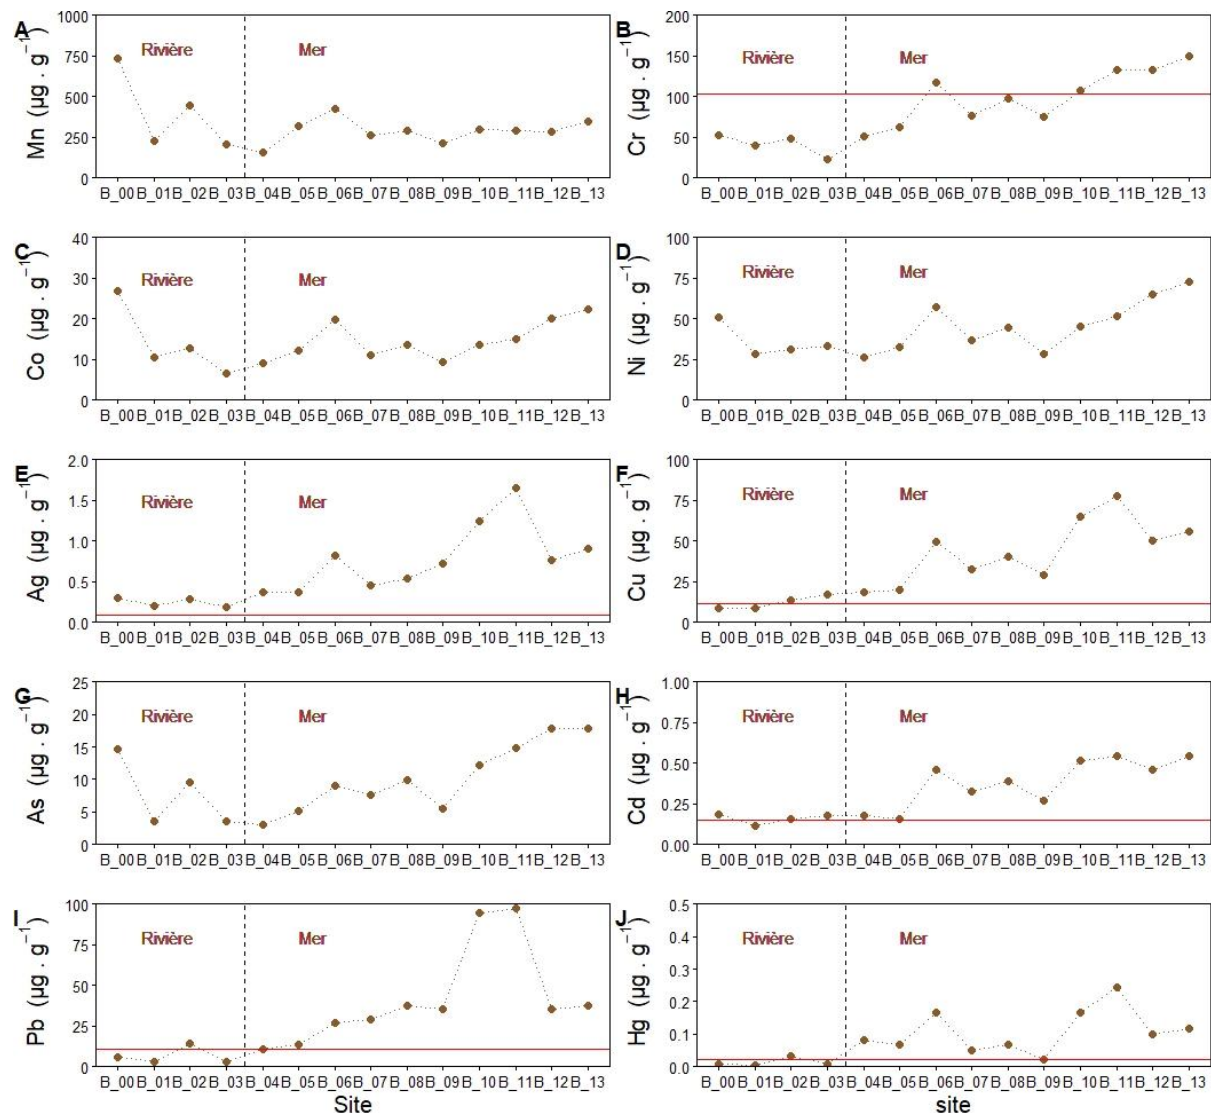 A
Mn (µg . g⁻¹)
1000
750
500
250
0
Rivière
Mer
B_00 B_01 B_02 B_03 B_04 B_05 B_06 B_07 B_08 B_09 B_10 B_11 B_12 B_13
B
Cr (µg . g⁻¹)
200
150
100
50
0
Rivière
Mer
B_00 B_01 B_02 B_03 B_04 B_05 B_06 B_07 B_08 B_09 B_10 B_11 B_12 B_13
C
Co (µg . g⁻¹)
40
30
20
10
0
Rivière
Mer
B_00 B_01 B_02 B_03 B_04 B_05 B_06 B_07 B_08 B_09 B_10 B_11 B_12 B_13
D
Ni (µg . g⁻¹)
100
75
50
25
0
Rivière
Mer
B_00 B_01 B_02 B_03 B_04 B_05 B_06 B_07 B_08 B_09 B_10 B_11 B_12 B_13
E
Ag (µg . g⁻¹)
2.0
1.5
1.0
0.5
0.0
Rivière
Mer
B_00 B_01 B_02 B_03 B_04 B_05 B_06 B_07 B_08 B_09 B_10 B_11 B_12 B_13
F
Cu (µg . g⁻¹)
100
75
50
25
0
Rivière
Mer
B_00 B_01 B_02 B_03 B_04 B_05 B_06 B_07 B_08 B_09 B_10 B_11 B_12 B_13
G
As (µg . g⁻¹)
25
20
15
10
5
0
Rivière
Mer
B_00 B_01 B_02 B_03 B_04 B_05 B_06 B_07 B_08 B_09 B_10 B_11 B_12 B_13
H
Cd (µg . g⁻¹)
1.00
0.75
0.50
0.25
0.00
Rivière
Mer
B_00 B_01 B_02 B_03 B_04 B_05 B_06 B_07 B_08 B_09 B_10 B_11 B_12 B_13
I
Pb (µg . g⁻¹)
100
75
50
25
0
Rivière
Mer
B_00 B_01 B_02 B_03 B_04 B_05 B_06 B_07 B_08 B_09 B_10 B_11 B_12 B_13
Site
J
Hg (µg . g⁻¹)
0.5
0.4
0.3
0.2
0.1
0.0
Rivière
Mer
B_00 B_01 B_02 B_03 B_04 B_05 B_06 B_07 B_08 B_09 B_10 B_11 B_12 B_13
site